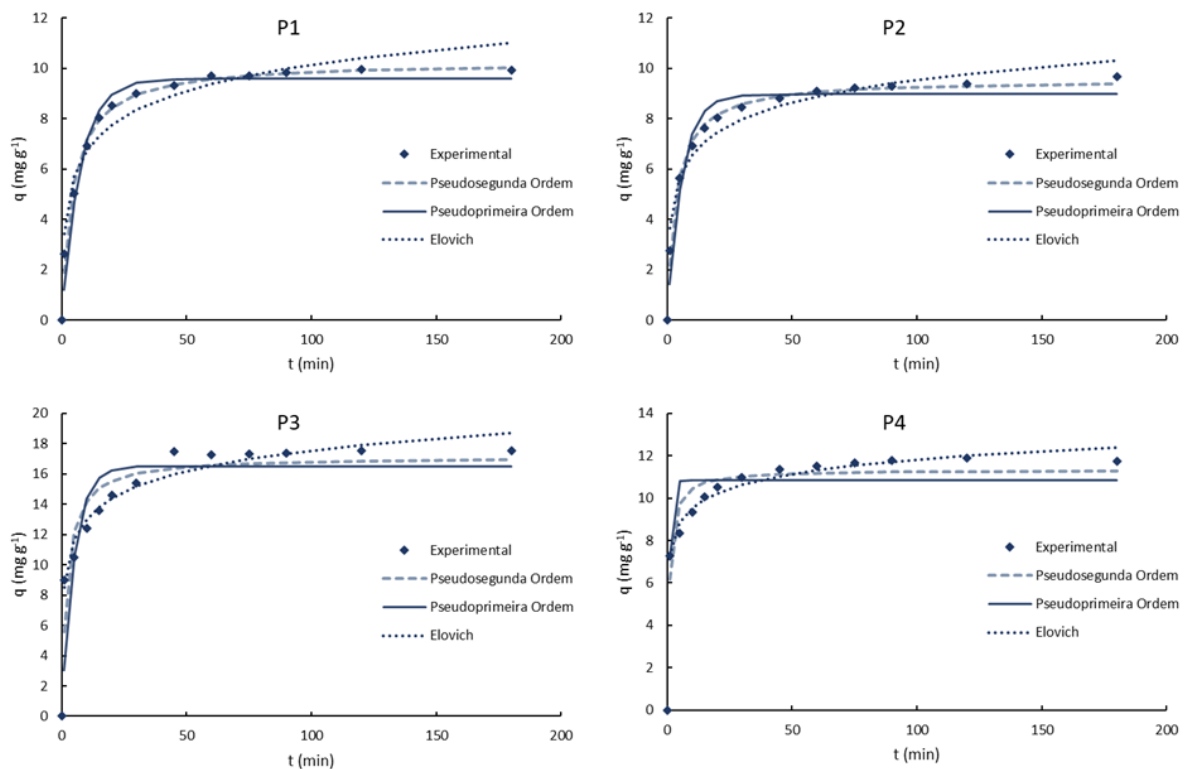 P1
12
10
8
6
4
2
0
q (mg g⁻¹)
Experimental
Pseudosegunda Ordem
Pseudoprimeira Ordem
Elovich
0 50 100 150 200
t (min)
P2
12
10
8
6
4
2
0
q (mg g⁻¹)
Experimental
Pseudosegunda Ordem
Pseudoprimeira Ordem
Elovich
0 50 100 150 200
t (min)
P3
20
18
16
14
12
10
8
6
4
2
0
q (mg g⁻¹)
Experimental
Pseudosegunda Ordem
Pseudoprimeira Ordem
Elovich
0 50 100 150 200
t (min)
P4
14
12
10
8
6
4
2
0
q (mg g⁻¹)
Experimental
Pseudosegunda Ordem
Pseudoprimeira Ordem
Elovich
0 50 100 150 200
t (min)